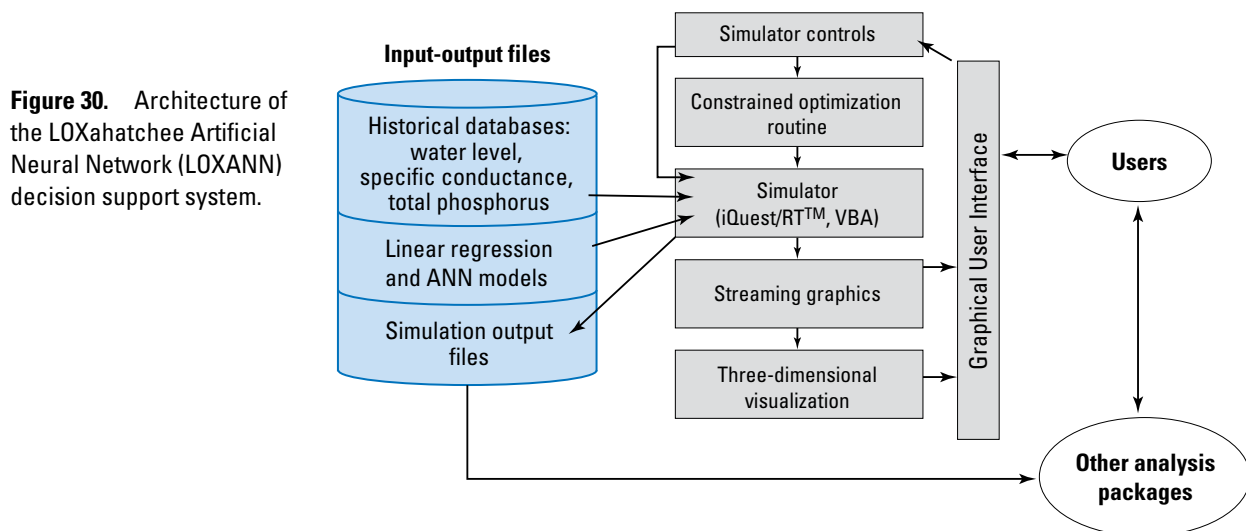 Figure 30. Architecture of
the LOXahatchee Artificial
Neural Network (LOXANN)
decision support system.
Input-output files
Historical databases:
water level,
specific conductance,
total phosphorus
Linear regression
and ANN models
Simulation output
files
Simulator controls
Constrained optimization
routine
Simulator
(iQuest/RT™, VBA)
Streaming graphics
Three-dimensional
visualization
Graphical User Interface
Users
Other analysis
packages